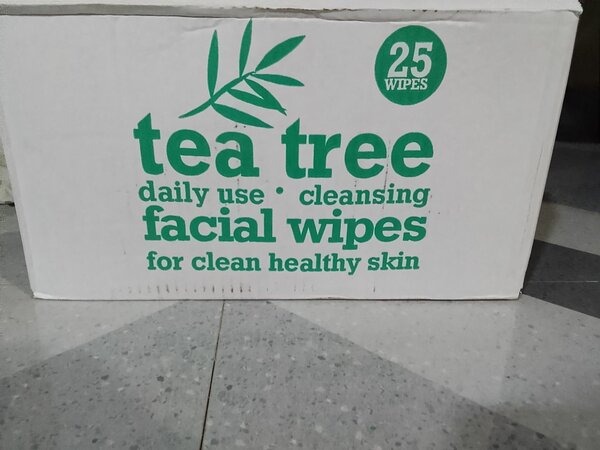 25
WIPES
tea tree
daily use • cleansing
facial wipes
for clean healthy skin